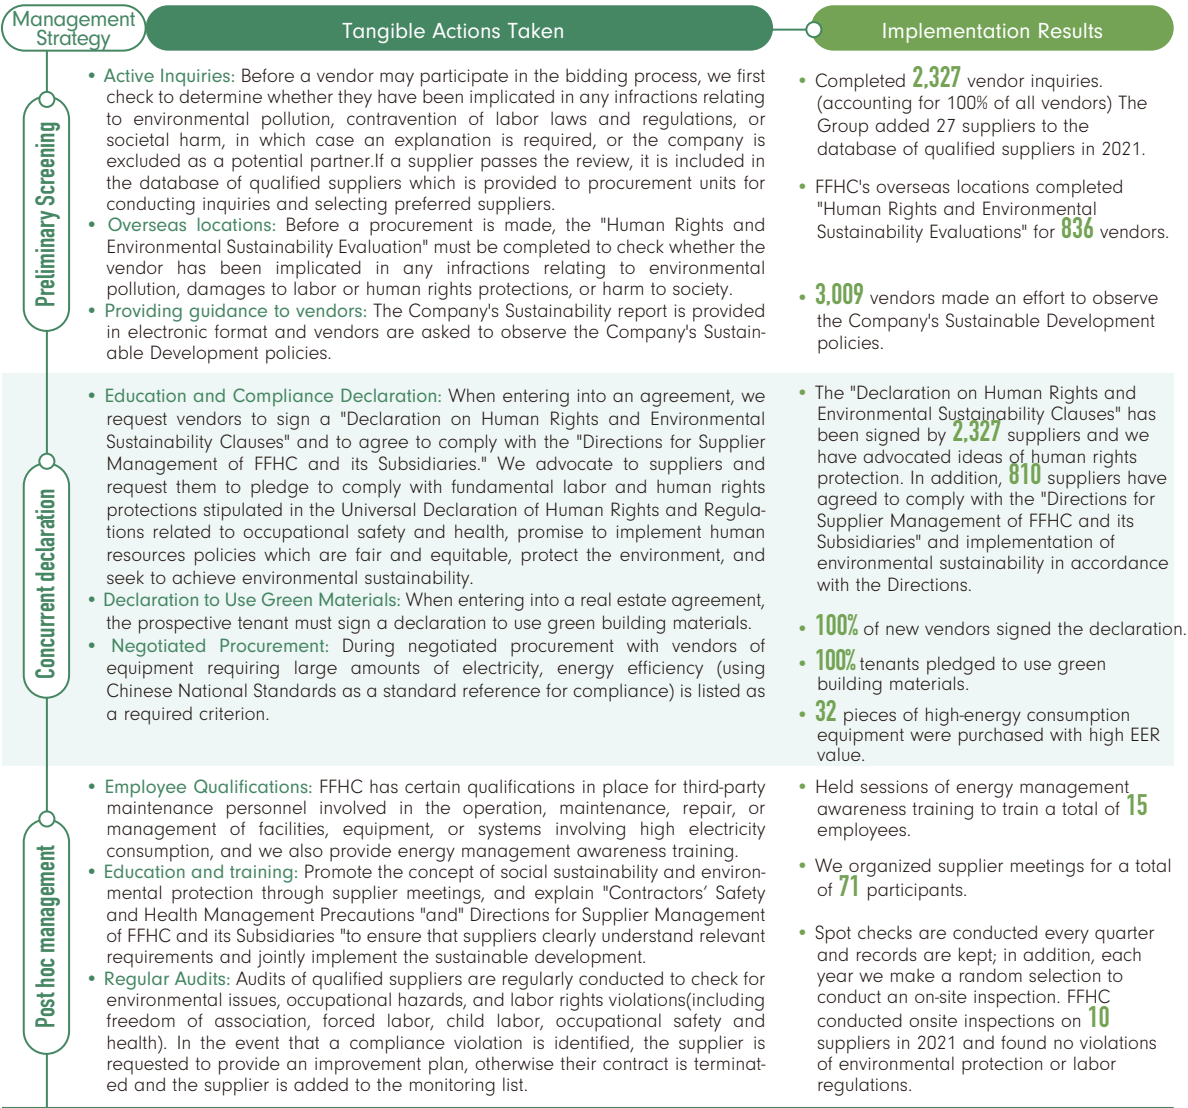 Management
Strategy
Tangible Actions Taken
Implementation Results
Preliminary Screening
• Active Inquiries: Before a vendor may participate in the bidding process, we first
check to determine whether they have been implicated in any infractions relating
to environmental pollution, contravention of labor laws and regulations, or
societal harm, in which case an explanation is required, or the company is
excluded as a potential partner.If a supplier passes the review, it is included in
the database of qualified suppliers which is provided to procurement units for
conducting inquiries and selecting preferred suppliers.
• Overseas locations: Before a procurement is made, the "Human Rights and
Environmental Sustainability Evaluation" must be completed to check whether the
vendor has been implicated in any infractions relating to environmental
pollution, damages to labor or human rights protections, or harm to society.
• Providing guidance to vendors: The Company's Sustainability report is provided
in electronic format and vendors are asked to observe the Company's Sustain-
able Development policies.
• Completed 2,327 vendor inquiries.
(accounting for 100% of all vendors) The
Group added 27 suppliers to the
database of qualified suppliers in 2021.
• FFHC's overseas locations completed
"Human Rights and Environmental
Sustainability Evaluations" for 836 vendors.
• 3,009 vendors made an effort to observe
the Company's Sustainable Development
policies.
Concurrent declaration
• Education and Compliance Declaration: When entering into an agreement, we
request vendors to sign a "Declaration on Human Rights and Environmental
Sustainability Clauses" and to agree to comply with the "Directions for Supplier
Management of FFHC and its Subsidiaries." We advocate to suppliers and
request them to pledge to comply with fundamental labor and human rights
protections stipulated in the Universal Declaration of Human Rights and Regula-
tions related to occupational safety and health, promise to implement human
resources policies which are fair and equitable, protect the environment, and
seek to achieve environmental sustainability.
• Declaration to Use Green Materials: When entering into a real estate agreement,
the prospective tenant must sign a declaration to use green building materials.
• Negotiated Procurement: During negotiated procurement with vendors of
equipment requiring large amounts of electricity, energy efficiency (using
Chinese National Standards as a standard reference for compliance) is listed as
a required criterion.
• The "Declaration on Human Rights and
Environmental Sustainability Clauses" has
been signed by 2,327 suppliers and we
have advocated ideas of human rights
protection. In addition, 810 suppliers have
agreed to comply with the "Directions for
Supplier Management of FFHC and its
Subsidiaries" and implementation of
environmental sustainability in accordance
with the Directions.
• 100% of new vendors signed the declaration.
• 100% tenants pledged to use green
building materials.
• 32 pieces of high-energy consumption
equipment were purchased with high EER
value.
Post hoc management
• Employee Qualifications: FFHC has certain qualifications in place for third-party
maintenance personnel involved in the operation, maintenance, repair, or
management of facilities, equipment, or systems involving high electricity
consumption, and we also provide energy management awareness training.
• Education and training: Promote the concept of social sustainability and environ-
mental protection through supplier meetings, and explain "Contractors’ Safety
and Health Management Precautions "and" Directions for Supplier Management
of FFHC and its Subsidiaries "to ensure that suppliers clearly understand relevant
requirements and jointly implement the sustainable development.
• Regular Audits: Audits of qualified suppliers are regularly conducted to check for
environmental issues, occupational hazards, and labor rights violations(including
freedom of association, forced labor, child labor, occupational safety and
health). In the event that a compliance violation is identified, the supplier is
requested to provide an improvement plan, otherwise their contract is terminat-
ed and the supplier is added to the monitoring list.
• Held sessions of energy management
awareness training to train a total of 15
employees.
• We organized supplier meetings for a total
of 71 participants.
• Spot checks are conducted every quarter
and records are kept; in addition, each
year we make a random selection to
conduct an on-site inspection. FFHC
conducted onsite inspections on 10
suppliers in 2021 and found no violations
of environmental protection or labor
regulations.